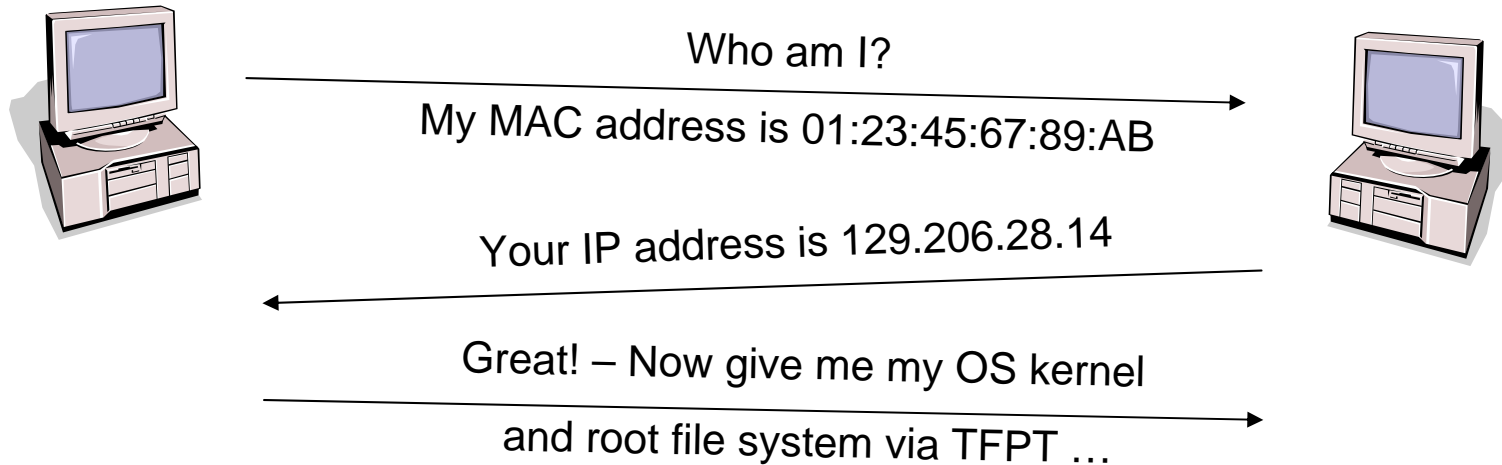 Who am I?
My MAC address is 01:23:45:67:89:AB
Your IP address is 129.206.28.14
Great! – Now give me my OS kernel
and root file system via TFPT …